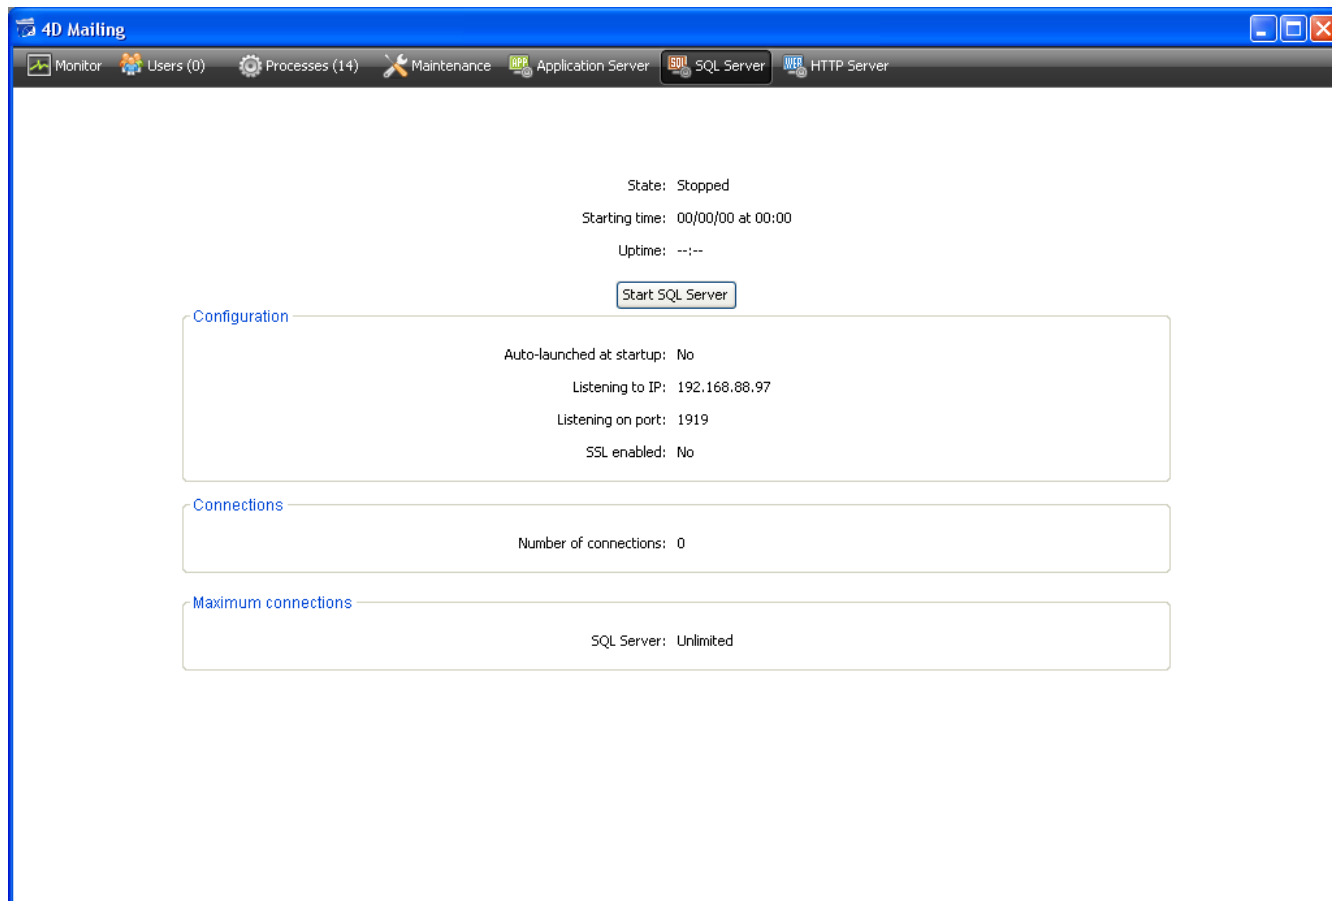 4D Mailing
Monitor Users (0) Processes (14) Maintenance APP Application Server SQL SQL Server WEB HTTP Server
State: Stopped
Starting time: 00/00/00 at 00:00
Uptime: --:--
Start SQL Server
Configuration
Auto-launched at startup: No
Listening to IP: 192.168.88.97
Listening on port: 1919
SSL enabled: No
Connections
Number of connections: 0
Maximum connections
SQL Server: Unlimited